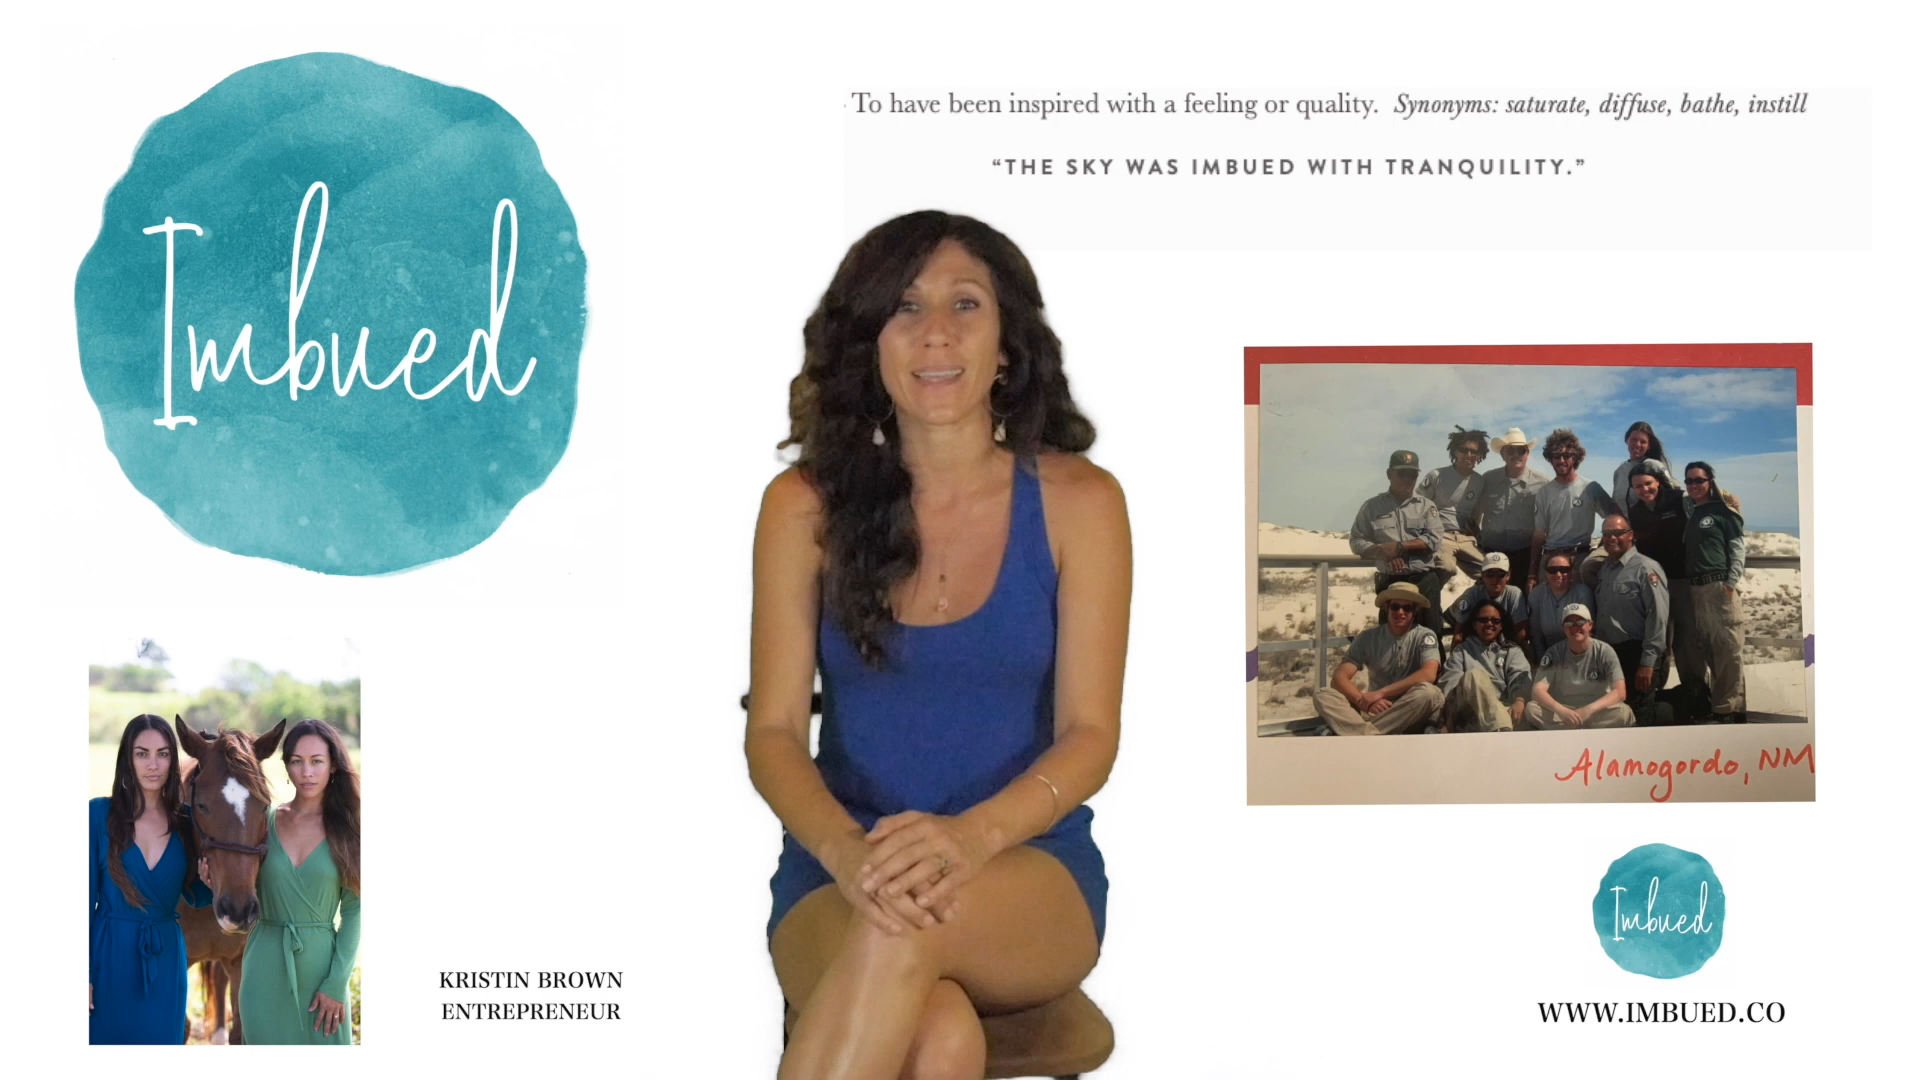 Imbued
To have been inspired with a feeling or quality. Synonyms: saturate, diffuse, bathe, instill
“THE SKY WAS IMBUED WITH TRANQUILITY.”
Alamogordo, NM
Imbued
KRISTIN BROWN
ENTREPRENEUR
WWW.IMBUED.CO